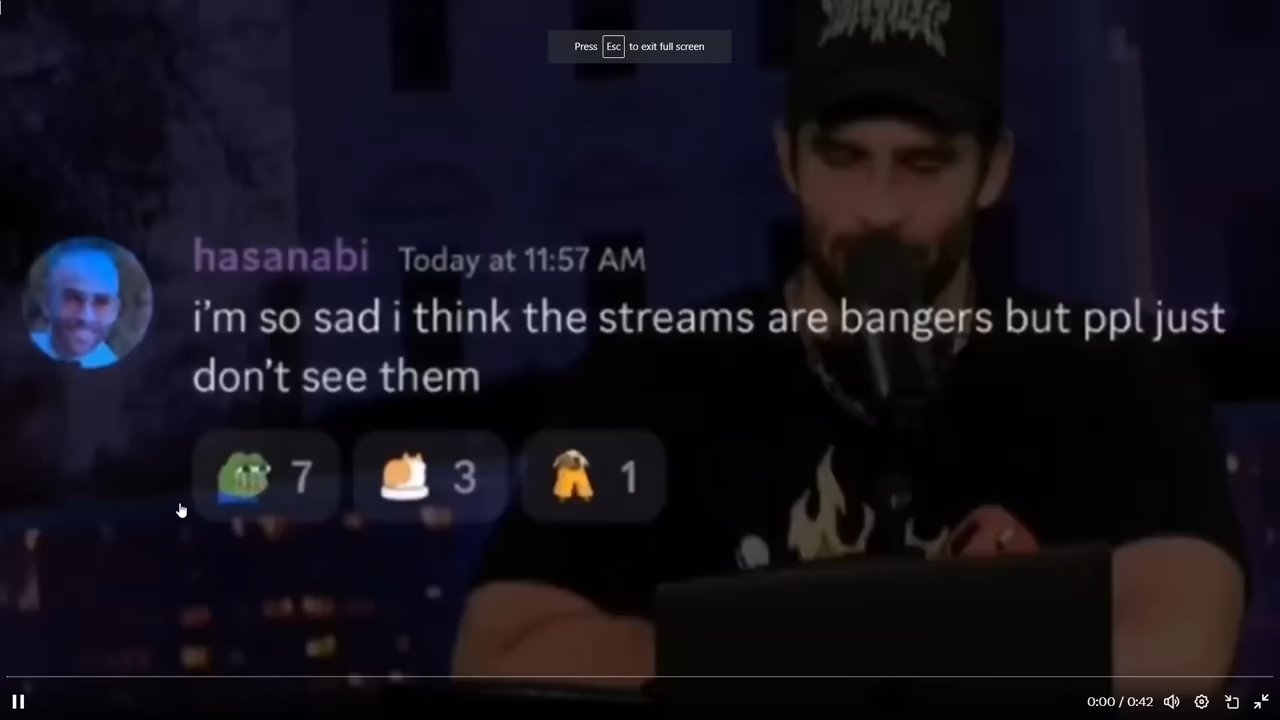 Press Esc to exit full screen
hasanabi Today at 11:57 AM
i'm so sad i think the streams are bangers but ppl just
don't see them
7 3 1
0:00 / 0:42